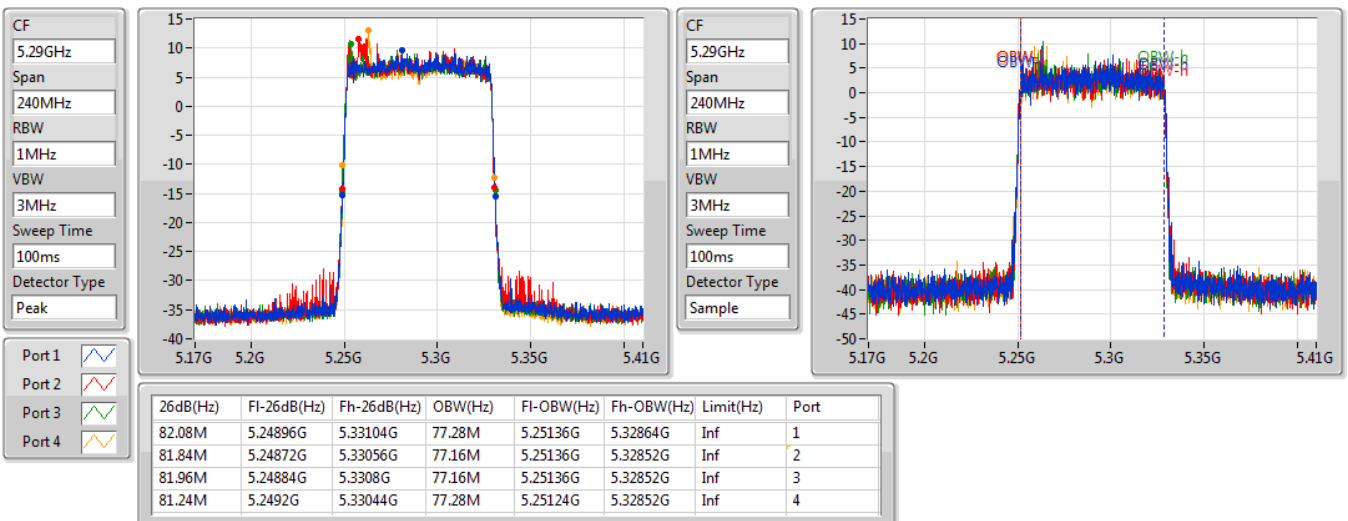 CF
5.29GHz
Span
240MHz
RBW
1MHz
VBW
3MHz
Sweep Time
100ms
Detector Type
Peak
15
10
5
0
-5
-10
-15
-20
-25
-30
-35
-40
5.17G 5.2G 5.25G 5.3G 5.35G 5.41G
CF
5.29GHz
Span
240MHz
RBW
1MHz
VBW
3MHz
Sweep Time
100ms
Detector Type
Sample
15
10
5
0
-5
-10
-15
-20
-25
-30
-35
-40
-45
-50
OBW-h
OBW-h
5.17G 5.2G 5.25G 5.3G 5.35G 5.41G
Port 1
Port 2
Port 3
Port 4
26dB(Hz) Fl-26dB(Hz) Fh-26dB(Hz) OBW(Hz) Fl-OBW(Hz) Fh-OBW(Hz) Limit(Hz) Port
82.08M 5.24896G 5.33104G 77.28M 5.25136G 5.32864G Inf 1
81.84M 5.24872G 5.33056G 77.16M 5.25136G 5.32852G Inf 2
81.96M 5.24884G 5.3308G 77.16M 5.25136G 5.32852G Inf 3
81.24M 5.2492G 5.33044G 77.28M 5.25124G 5.32852G Inf 4